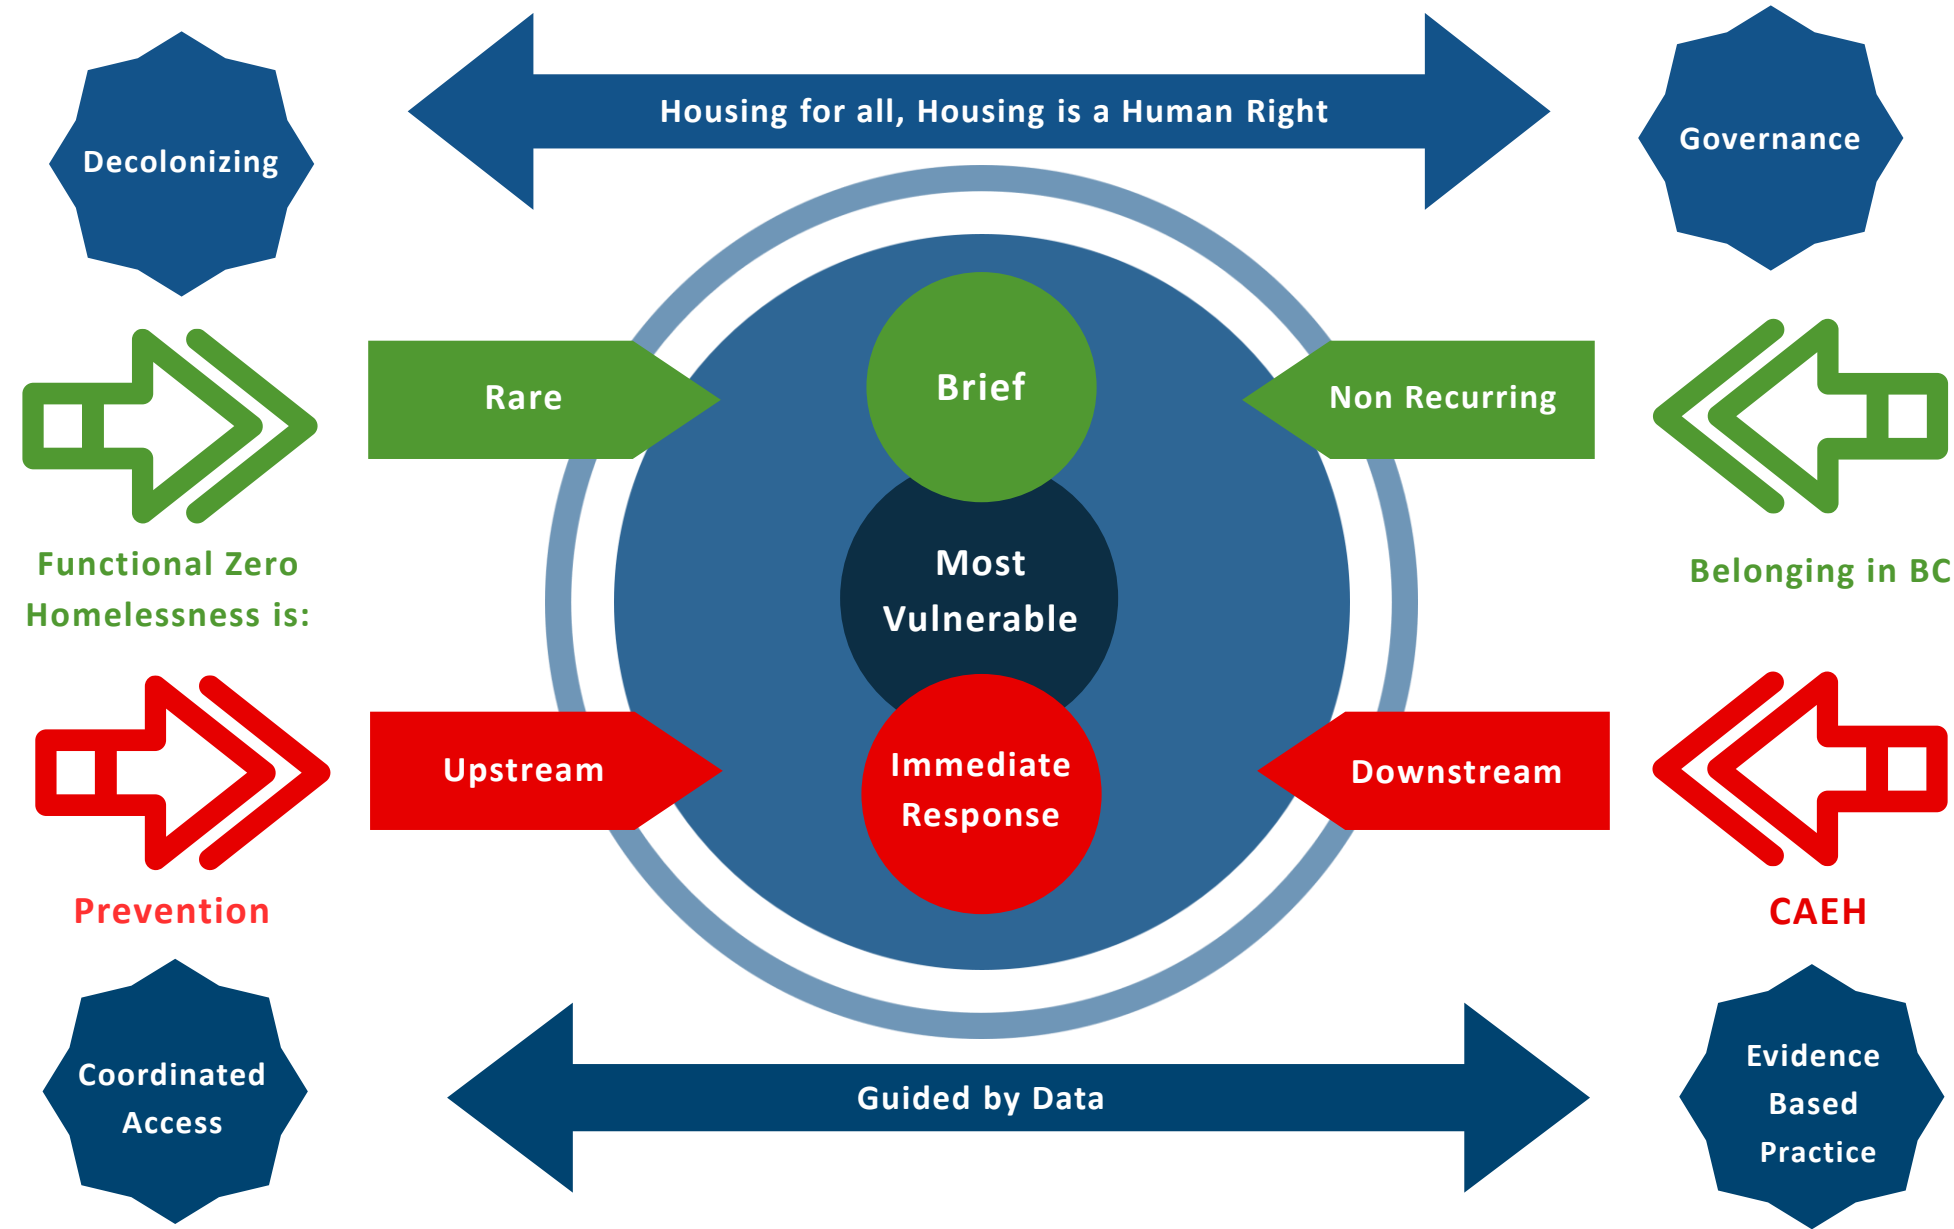 Housing for all, Housing is a Human Right
Decolonizing
Governance
Rare
Brief
Non Recurring
Functional Zero
Homelessness is:
Belonging in BC
Most
Vulnerable
Upstream
Immediate
Response
Downstream
Prevention
CAEH
Coordinated
Access
Guided by Data
Evidence
Based
Practice